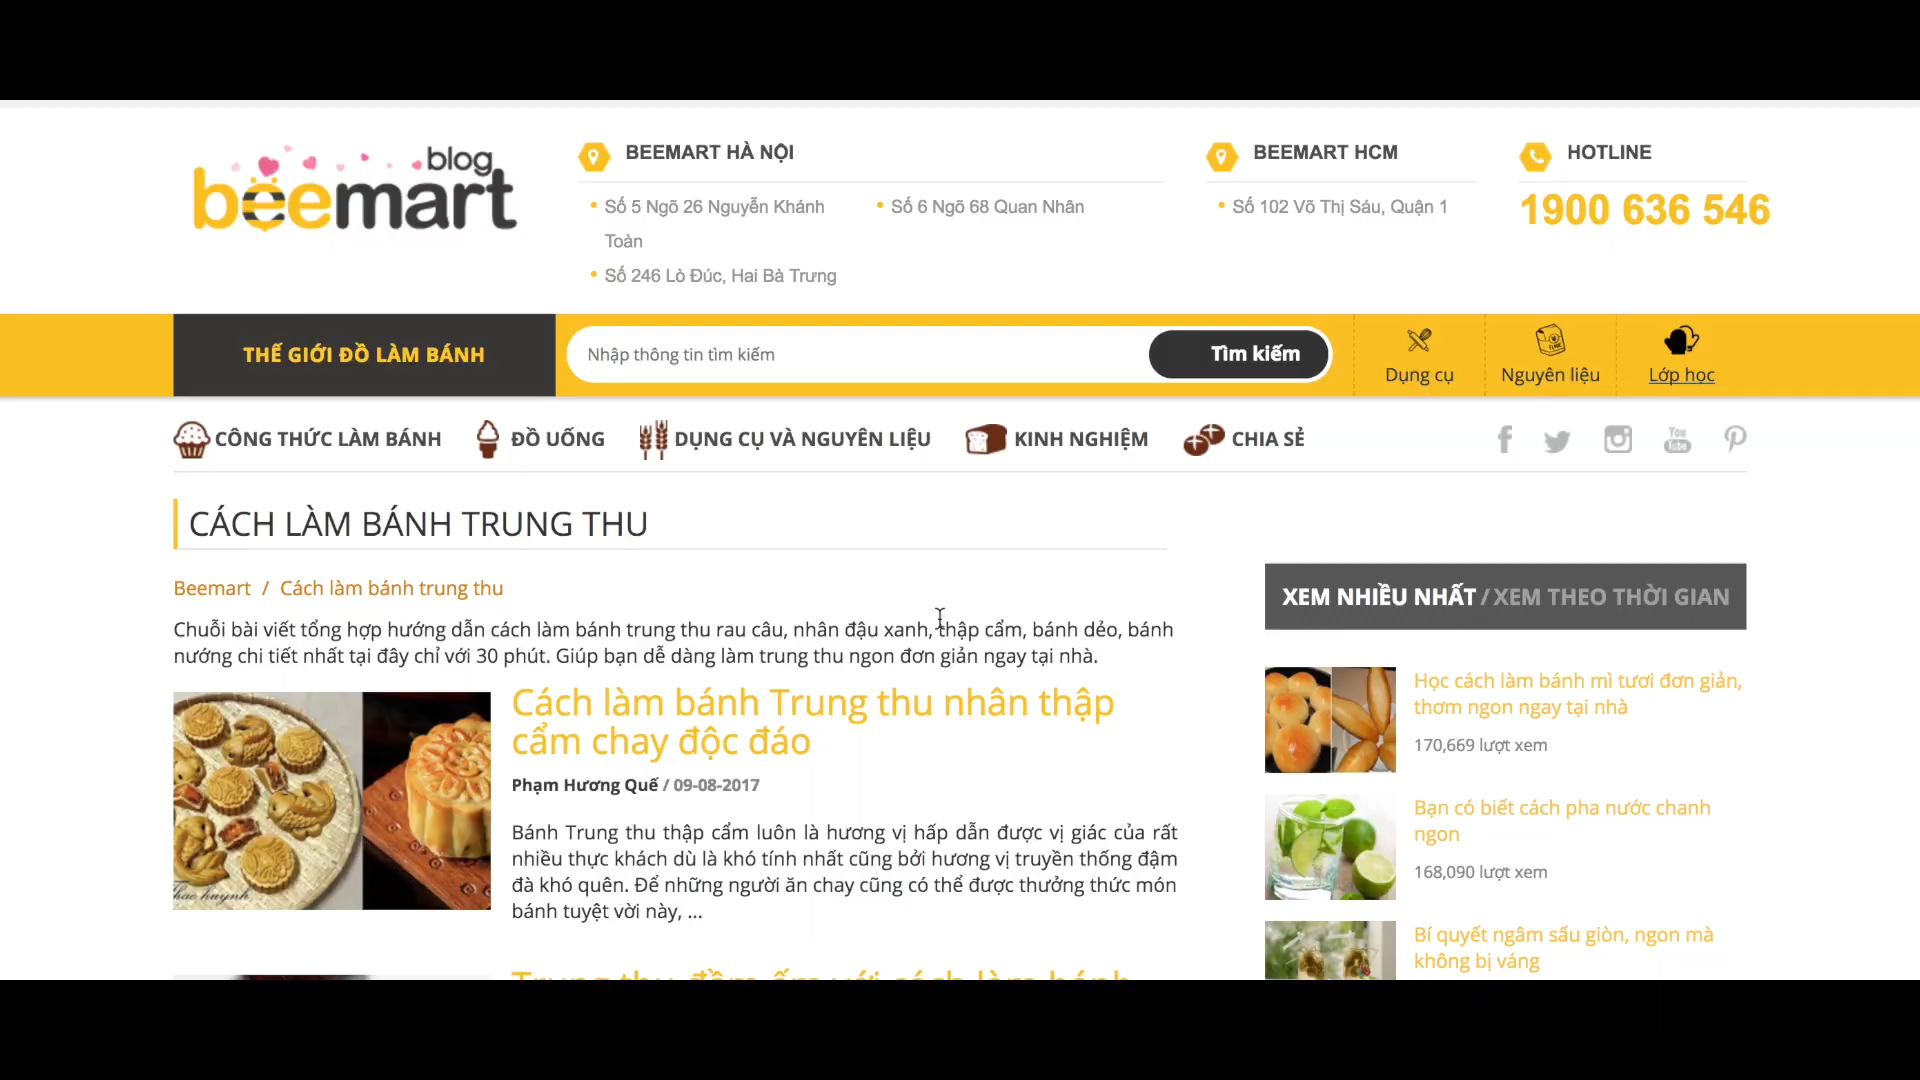 blog
beemart
BEEMART HÀ NỘI
Số 5 Ngõ 26 Nguyễn Khánh
Toàn
Số 246 Lò Đúc, Hai Bà Trưng
Số 6 Ngõ 68 Quan Nhân
BEEMART HCM
Số 102 Võ Thị Sáu, Quận 1
HOTLINE
1900 636 546
THẾ GIỚI ĐỒ LÀM BÁNH
Nhập thông tin tìm kiếm
Tìm kiếm
Dụng cụ
Nguyên liệu
Lớp học
CÔNG THỨC LÀM BÁNH
ĐỒ UỐNG
DỤNG CỤ VÀ NGUYÊN LIỆU
KINH NGHIỆM
CHIA SẺ
You
Tube
CÁCH LÀM BÁNH TRUNG THU
Beemart / Cách làm bánh trung thu
Chuỗi bài viết tổng hợp hướng dẫn cách làm bánh trung thu rau câu, nhân đậu xanh, thập cẩm, bánh dẻo, bánh
nướng chi tiết nhất tại đây chỉ với 30 phút. Giúp bạn dễ dàng làm trung thu ngon đơn giản ngay tại nhà.
Cách làm bánh Trung thu nhân thập
cẩm chay độc đáo
Phạm Hương Quế / 09-08-2017
Bánh Trung thu thập cẩm luôn là hương vị hấp dẫn được vị giác của rất
nhiều thực khách dù là khó tính nhất cũng bởi hương vị truyền thống đậm
đà khó quên. Để những người ăn chay cũng có thể được thưởng thức món
bánh tuyệt vời này, ...
Trung thu đầm ấm với cách làm bánh
XEM NHIỀU NHẤT / XEM THEO THỜI GIAN
Học cách làm bánh mì tươi đơn giản,
thơm ngon ngay tại nhà
170,669 lượt xem
Bạn có biết cách pha nước chanh
ngon
168,090 lượt xem
Bí quyết ngâm sấu giòn, ngon mà
không bị váng